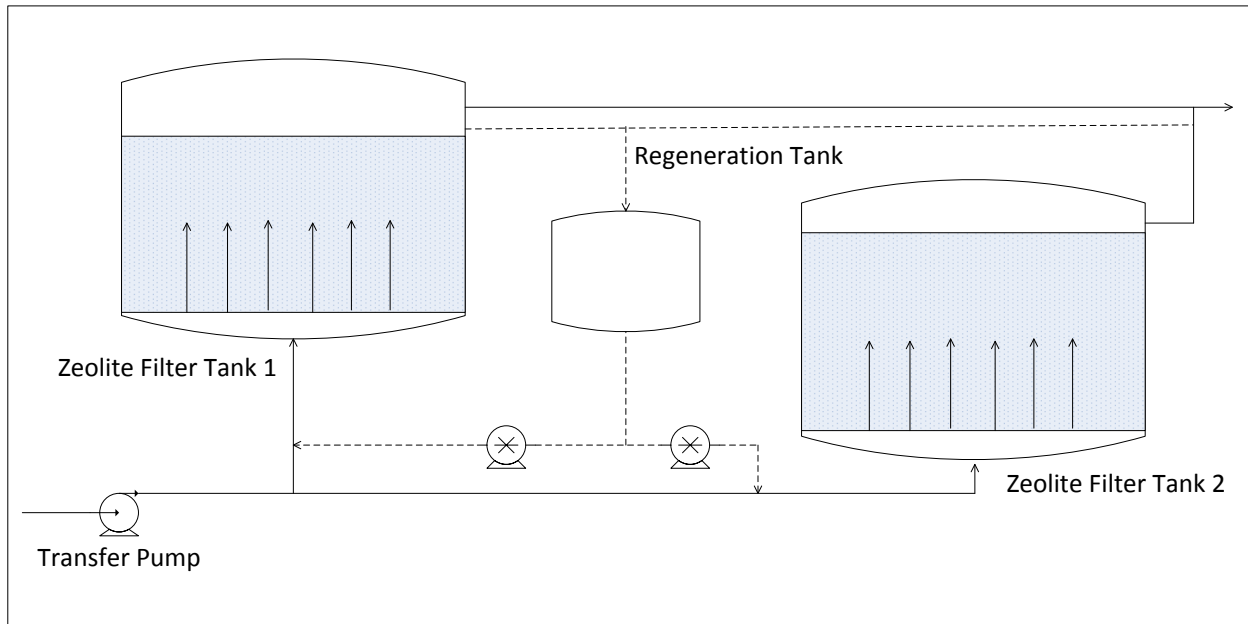 Regeneration Tank
Zeolite Filter Tank 1
Zeolite Filter Tank 2
Transfer Pump